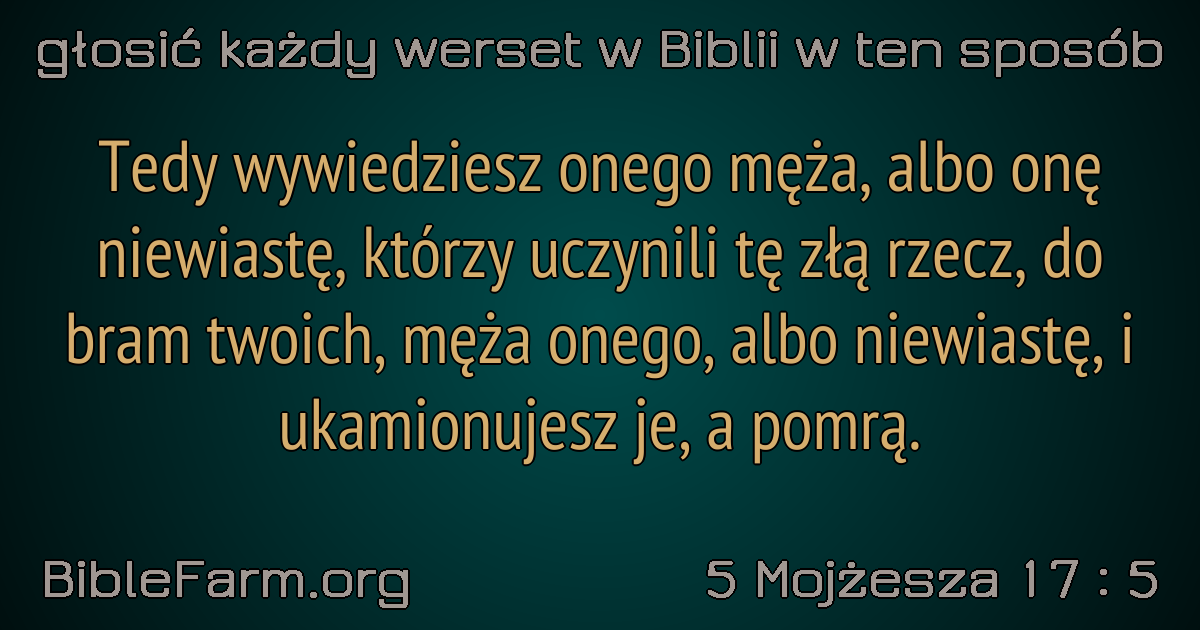 głosić każdy werset w Biblii w ten sposób
Tedy wywiedziesz onego męża, albo onę
niewiastę, którzy uczynili tę złą rzecz, do
bram twoich, męża onego, albo niewiastę, i
ukamionujesz je, a pomrą.
BibleFarm.org
5 Mojżesza 17 : 5